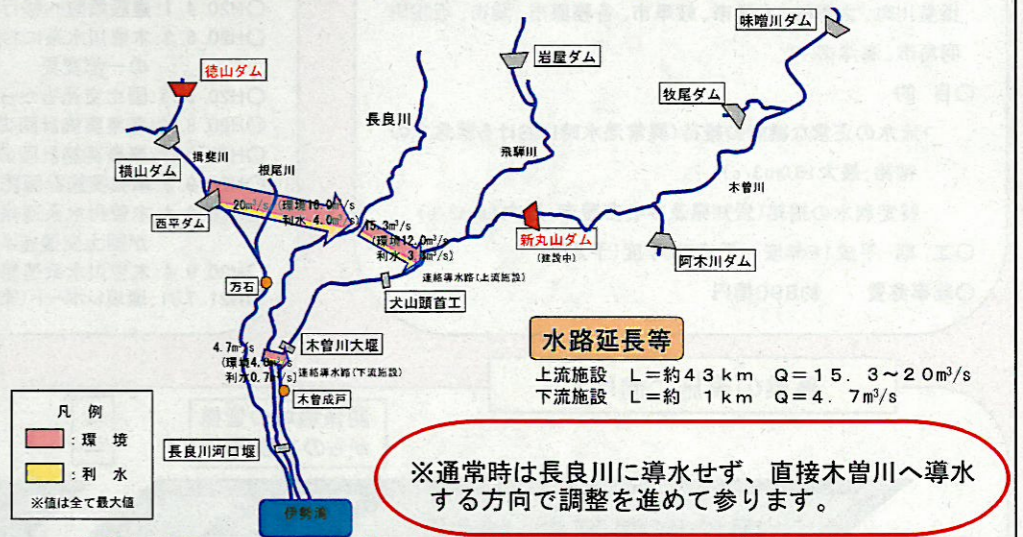 味噌川ダム
岩屋ダム
徳山ダム
牧尾ダム
長良川
揖斐川
飛騨川
横山ダム
根尾川
木曽川
20m³/s (環境16.0m³/s
利水 4.0m³/s)
西平ダム
15.3m³/s
(環境12.0m³/s
利水 3.3m³/s)
新丸山ダム
(建設中)
阿木川ダム
連絡導水路(上流施設)
万石
犬山頭首工
水路延長等
4.7m³/s
(環境4.0m³/s
利水0.7m³/s)
木曽川大堰
連絡導水路(下流施設)
上流施設 L=約43km Q=15.3~20m³/s
下流施設 L=約 1km Q=4.7m³/s
木曽成戸
凡例
:環境
:利水
※値は全て最大値
長良川河口堰
伊勢湾
※通常時は長良川に導水せず、直接木曽川へ導水
する方向で調整を進めて参ります。